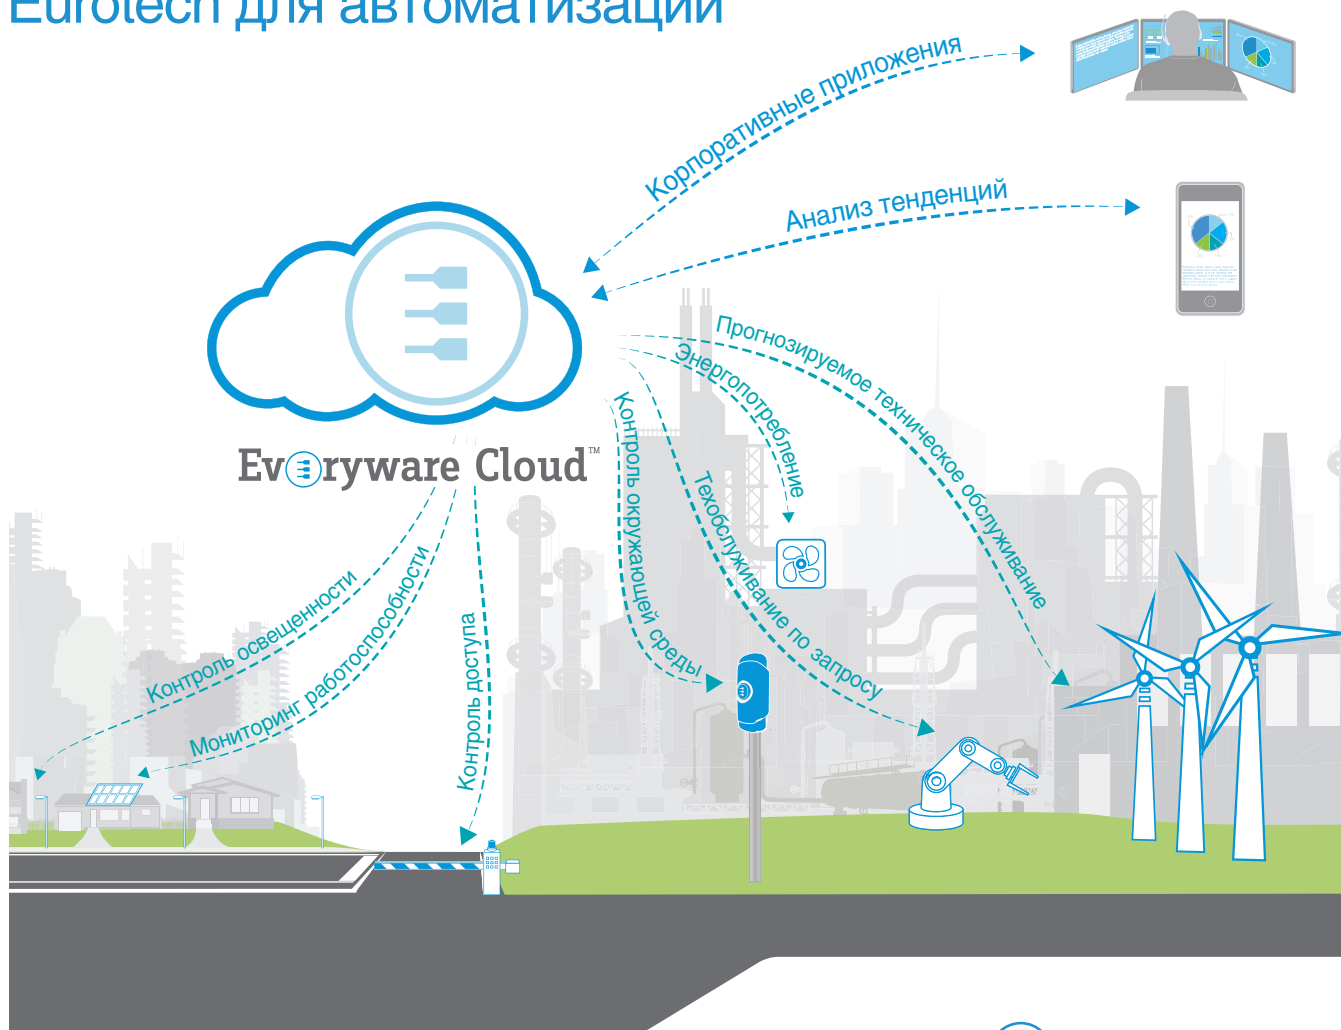 Eurotech для автоматизации
Корпоративные приложения
Анализ тенденций
Прогнозируемое техническое обслуживание
Энергопотребление
Контроль окружающей среды
Техобслуживание по запросу
Everyware Cloud™
Контроль освещенности
Мониторинг работоспособности
Контроль доступа